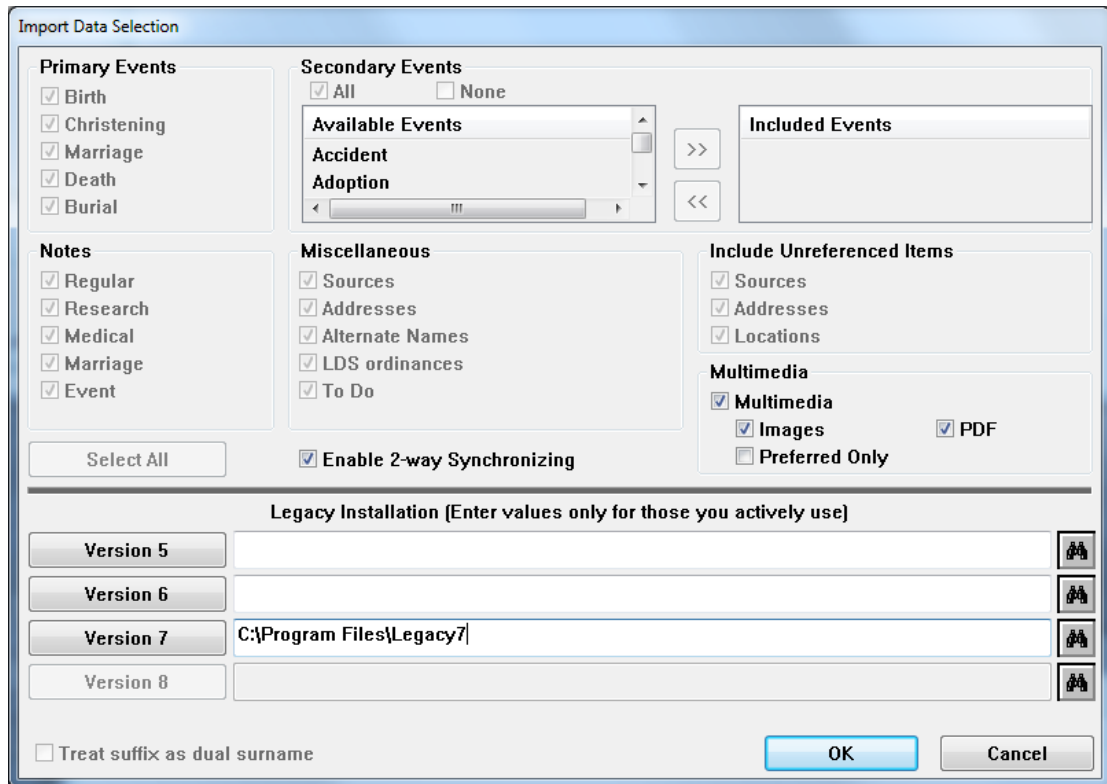 Import Data Selection
Primary Events
Birth
Christening
Marriage
Death
Burial
Secondary Events
All None
Available Events
Accident
Adoption
>>
<<
Included Events
Notes
Regular
Research
Medical
Marriage
Event
Miscellaneous
Sources
Addresses
Alternate Names
LDS ordinances
To Do
Include Unreferenced Items
Sources
Addresses
Locations
Multimedia
Multimedia
Images PDF
Preferred Only
Select All
Enable 2-way Synchronizing
Legacy Installation (Enter values only for those you actively use)
Version 5
Version 6
Version 7 C:\Program Files\Legacy7
Version 8
Treat suffix as dual surname
OK Cancel